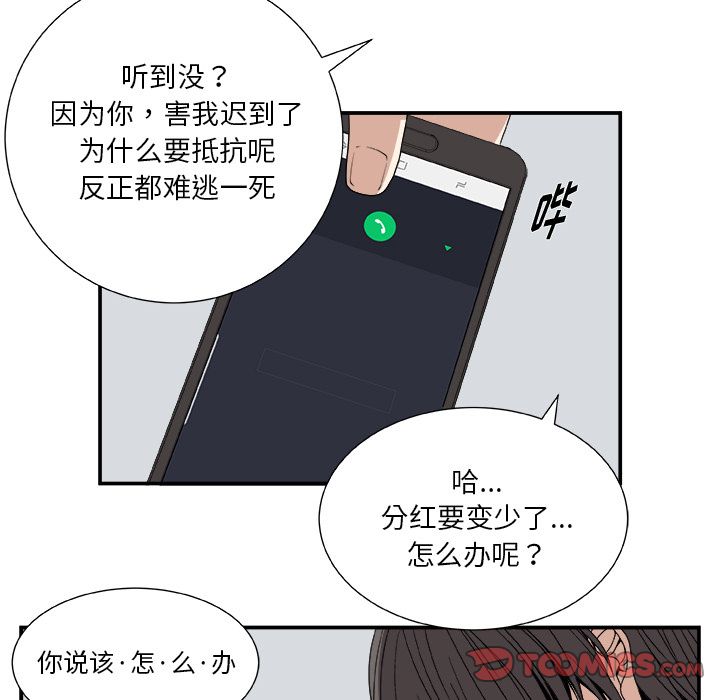 听到没？
因为你，害我迟到了
为什么要抵抗呢
反正都难逃一死
哔
哈...
分红要变少了...
怎么办呢？
你说该·怎·么·办
TOOMICS.COM